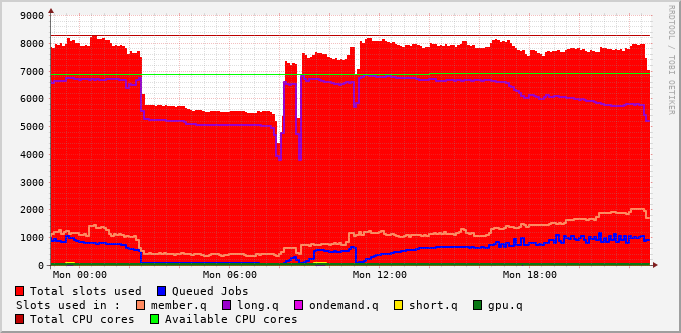 9000
8000
7000
6000
5000
4000
3000
2000
1000
0
Mon 00:00 Mon 06:00 Mon 12:00 Mon 18:00
RRDTOOL / TOBI OETIKER
Total slots used Queued Jobs
Slots used in : member.q long.q ondemand.q short.q gpu.q
Total CPU cores Available CPU cores